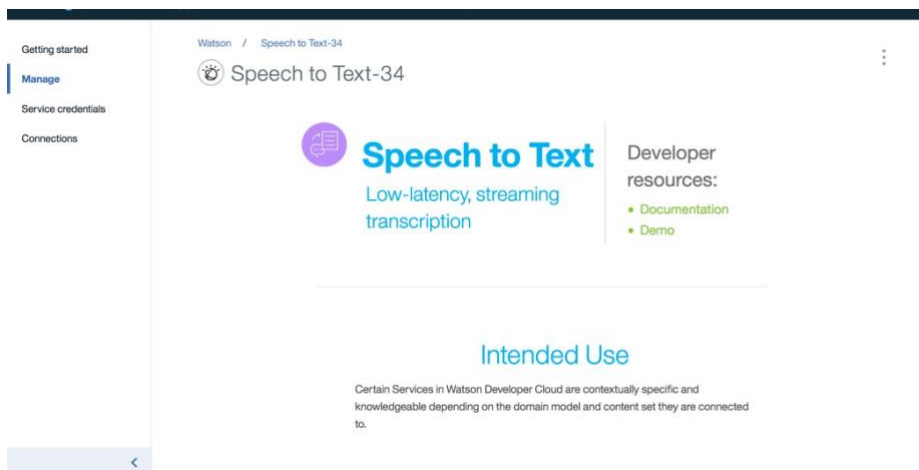 Getting started
Manage
Service credentials
Connections
Watson / Speech to Text-34
Speech to Text-34
Speech to Text
Low-latency, streaming
transcription
Developer
resources:
• Documentation
• Demo
Intended Use
Certain Services in Watson Developer Cloud are contextually specific and
knowledgeable depending on the domain model and content set they are connected
to.